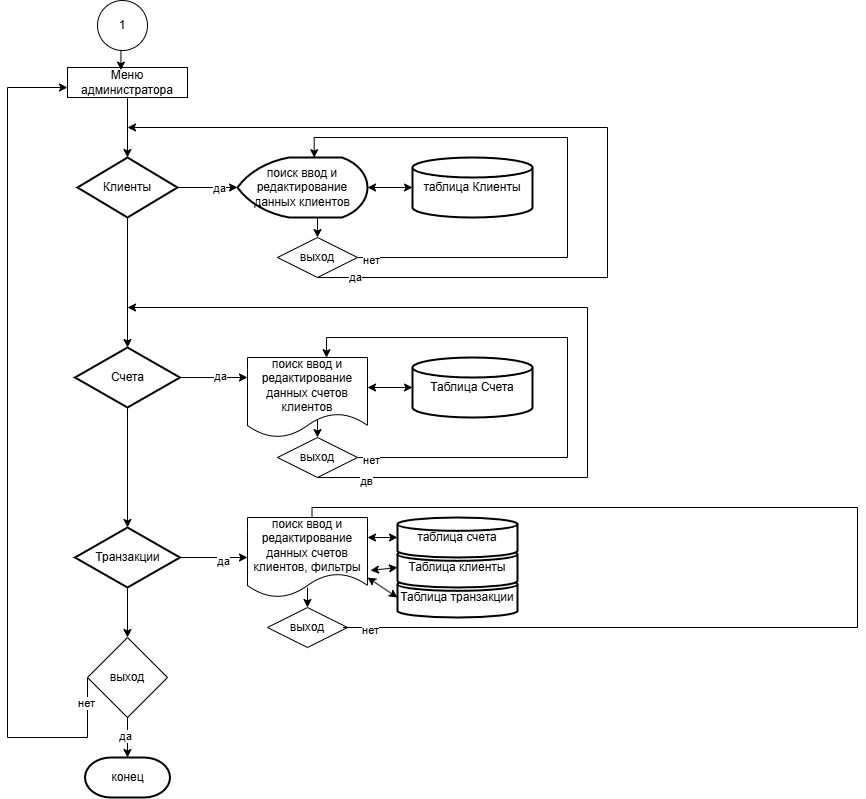 1
Меню
администратора
Клиенты
да
поиск ввод и
редактирование
данных клиентов
таблица Клиенты
выход
нет
да
Счета
да
поиск ввод и
редактирование
данных счетов
клиентов
Таблица Счета
выход
нет
дв
Транзакции
да
поиск ввод и
редактирование
данных счетов
клиентов, фильтры
таблица счета
Таблица клиенты
Таблица транзакции
выход
нет
выход
нет
да
конец